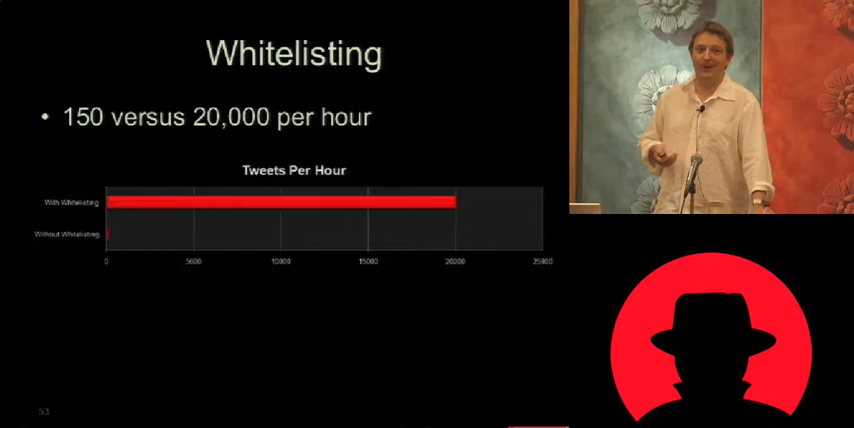 Whitelisting
• 150 versus 20,000 per hour
Tweets Per Hour
With Whitelisting
Without Whitelisting
0 5000 10000 15000 20000 25000
53